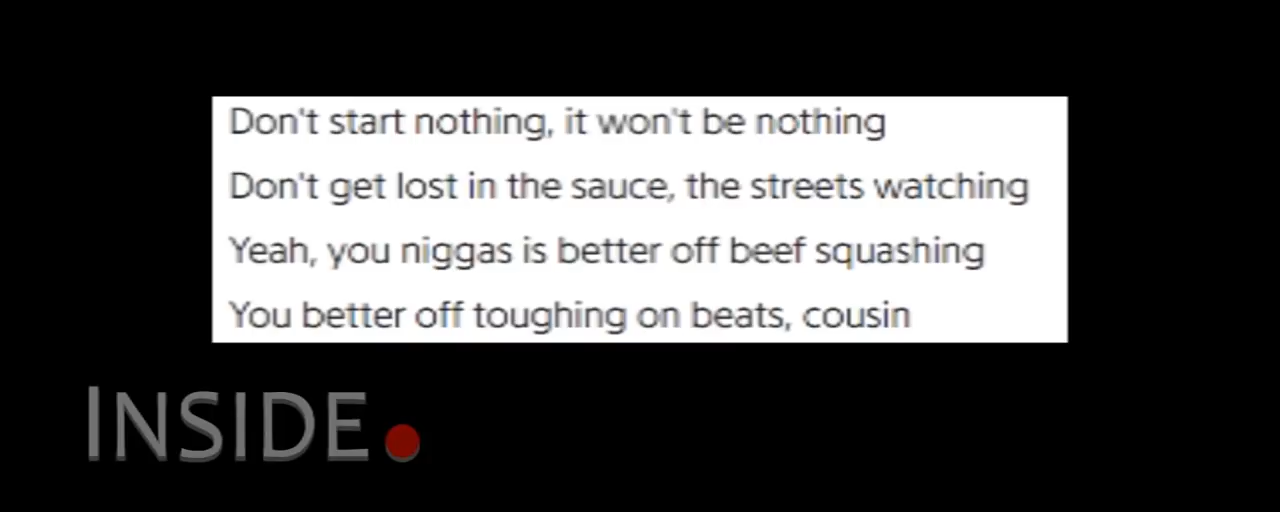 Don't start nothing, it won't be nothing
Don't get lost in the sauce, the streets watching
Yeah, you niggas is better off beef squashing
You better off toughing on beats, cousin
INSIDE